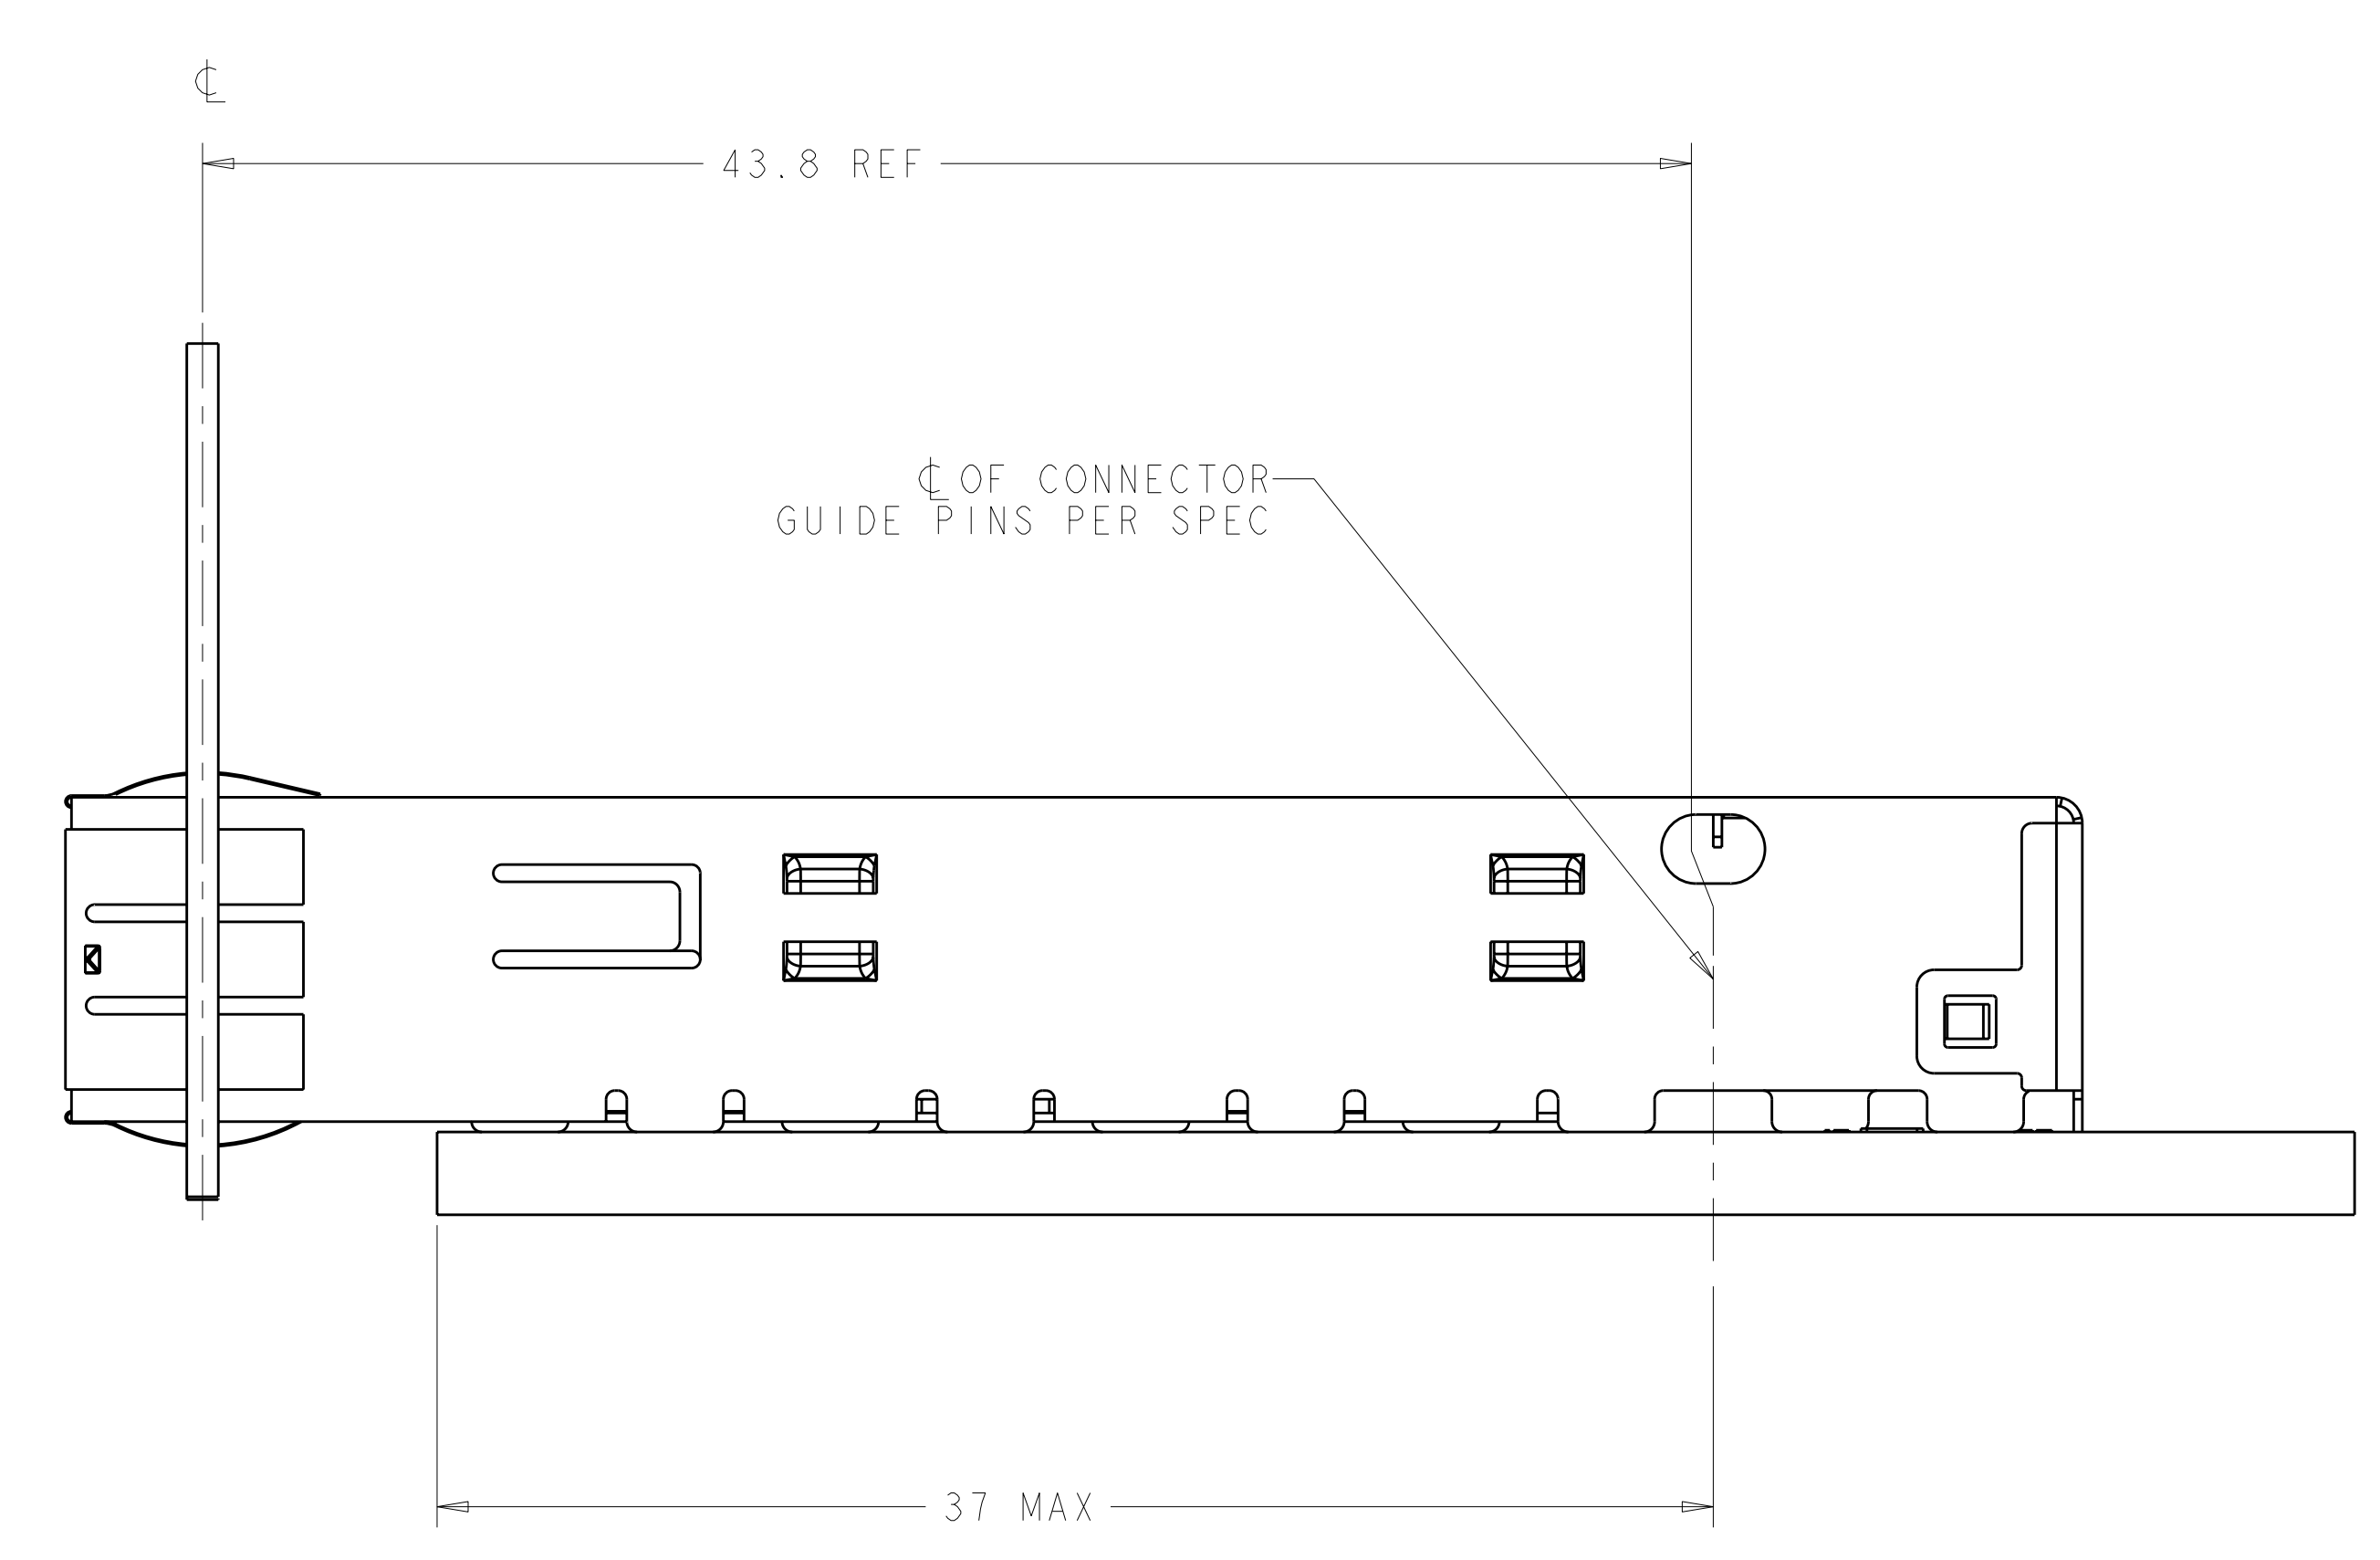 ℄
43.8 REF
℄ OF CONNECTOR
GUIDE PINS PER SPEC
37 MAX